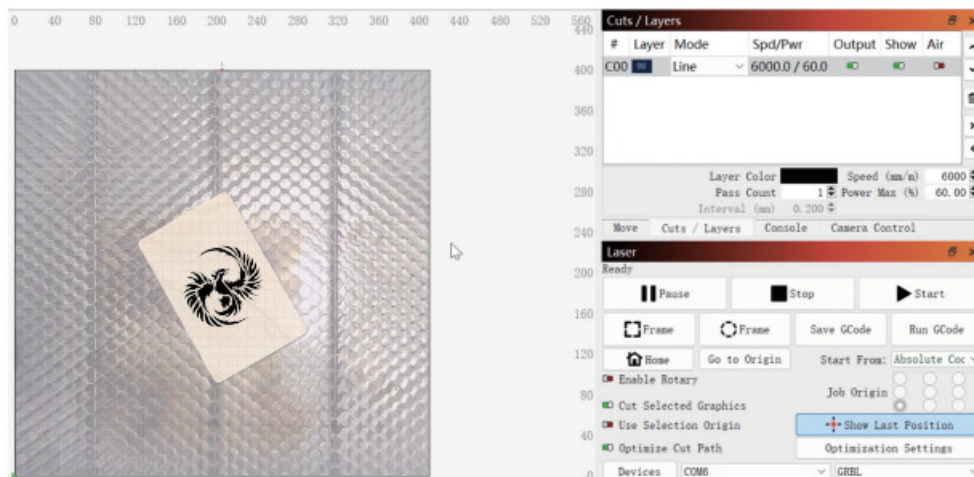 0 40 80 120 160 200 240 280 320 360 400 440 480 520 560
440
400
360
320
280
240
200
160
120
80
40
0
Cuts / Layers
# Layer Mode Spd/Pwr Output Show Air
C00 00 Line 6000.0 / 60.0
Layer Color Speed (mm/m) 6000
Pass Count 1 Power Max (%) 60.00
Interval (mm) 0.200
Move Cuts / Layers Console Camera Control
Laser
Ready
Pause Stop Start
Frame Frame Save GCode Run GCode
Home Go to Origin Start From: Absolute Coc
Enable Rotary
Job Origin
Cut Selected Graphics
Use Selection Origin Show Last Position
Optimize Cut Path Optimization Settings
Devices COM6 GRBL